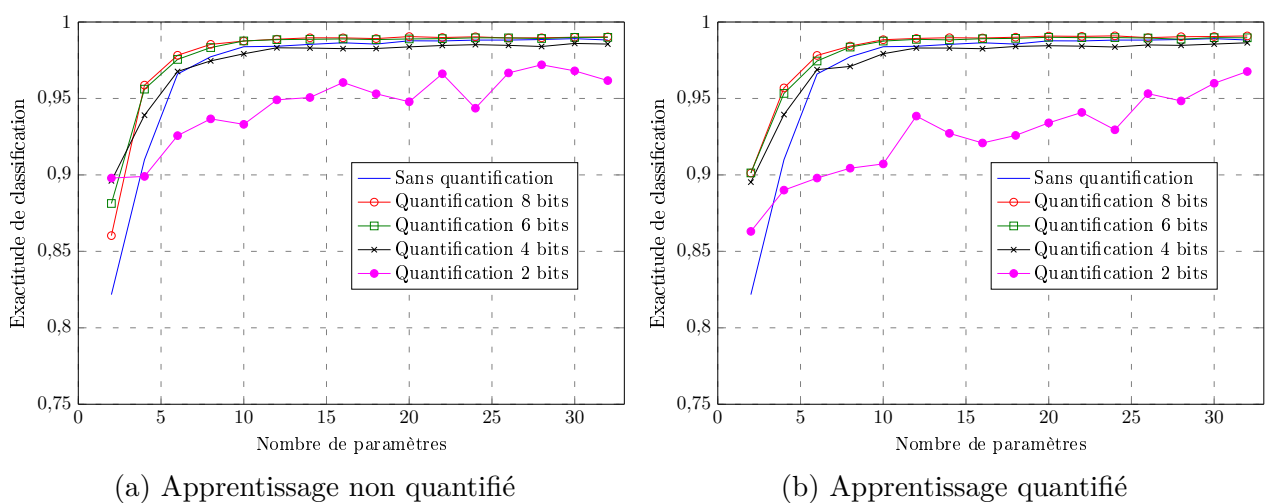 1
0,95
0,9
0,85
0,8
0,75
0 5 10 15 20 25 30
Exactitude de classification
Nombre de paramètres
Sans quantification
Quantification 8 bits
Quantification 6 bits
Quantification 4 bits
Quantification 2 bits
(a) Apprentissage non quantifié
1
0,95
0,9
0,85
0,8
0,75
0 5 10 15 20 25 30
Exactitude de classification
Nombre de paramètres
Sans quantification
Quantification 8 bits
Quantification 6 bits
Quantification 4 bits
Quantification 2 bits
(b) Apprentissage quantifié